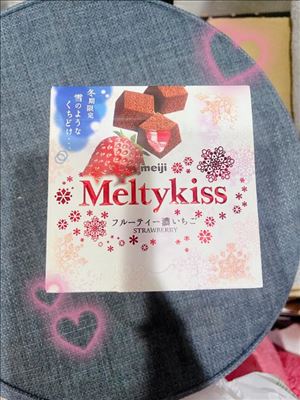 冬期限定
雪のような
くちどけ…
meiji
Meltykiss
フルーティー濃いちご
STRAWBERRY